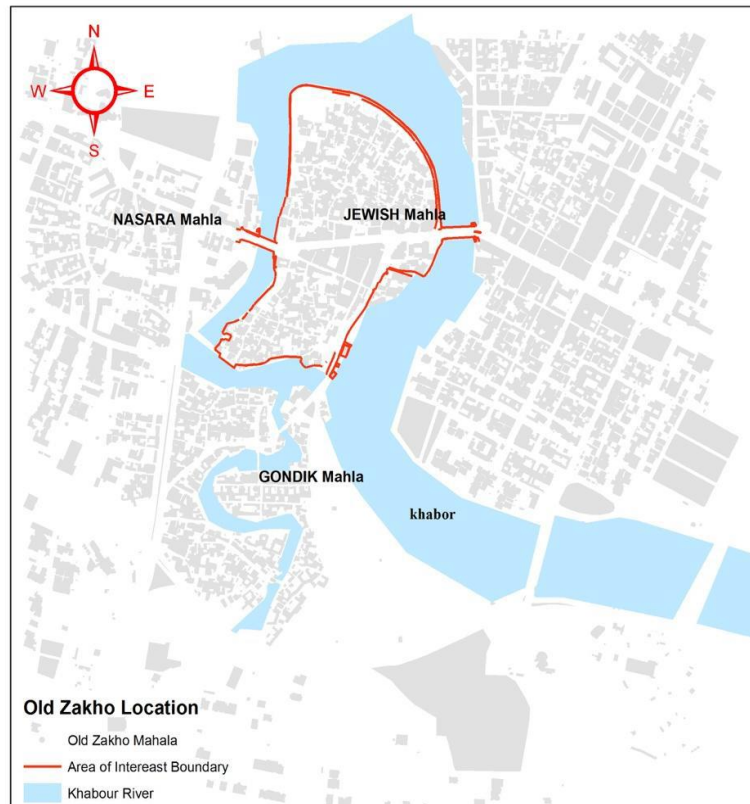 N
W E
S
NASARA Mahla
JEWISH Mahla
GONDIK Mahla
khabor
Old Zakho Location
Old Zakho Mahala
Area of Intereast Boundary
Khabour River